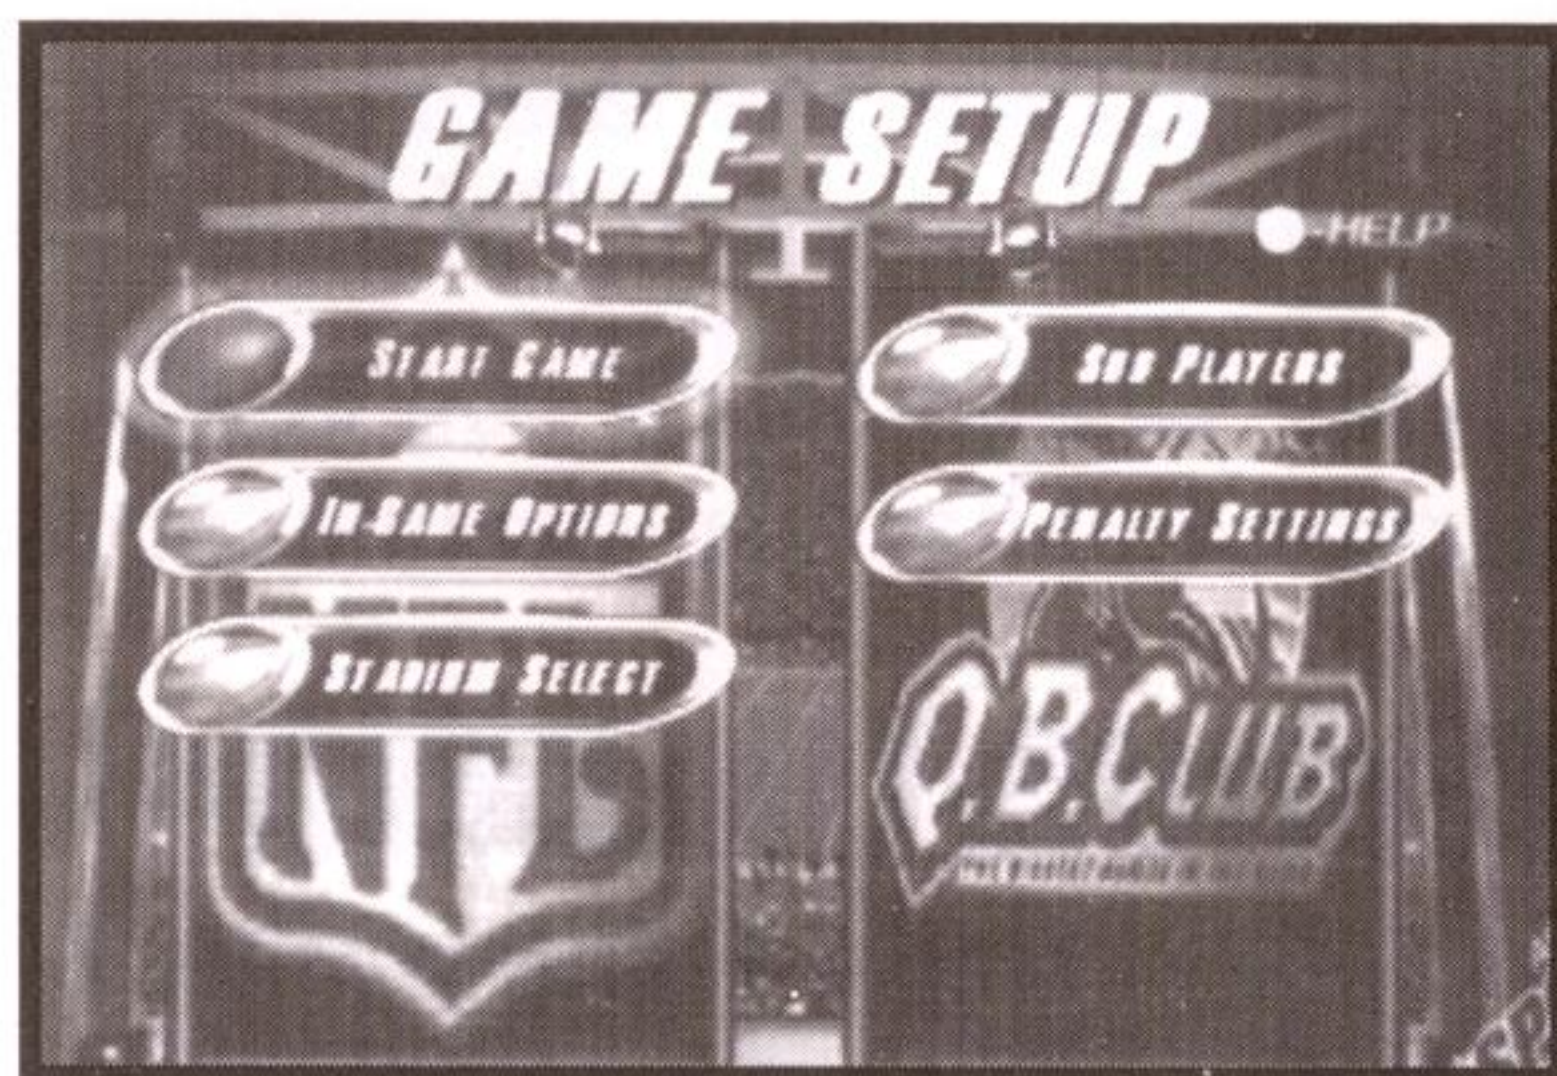 GAME SETUP
HELP
START GAME
SUB PLAYERS
IN-GAME OPTIONS
PENALTY SETTINGS
STADIUM SELECT
NFL
Q.B.CLUB